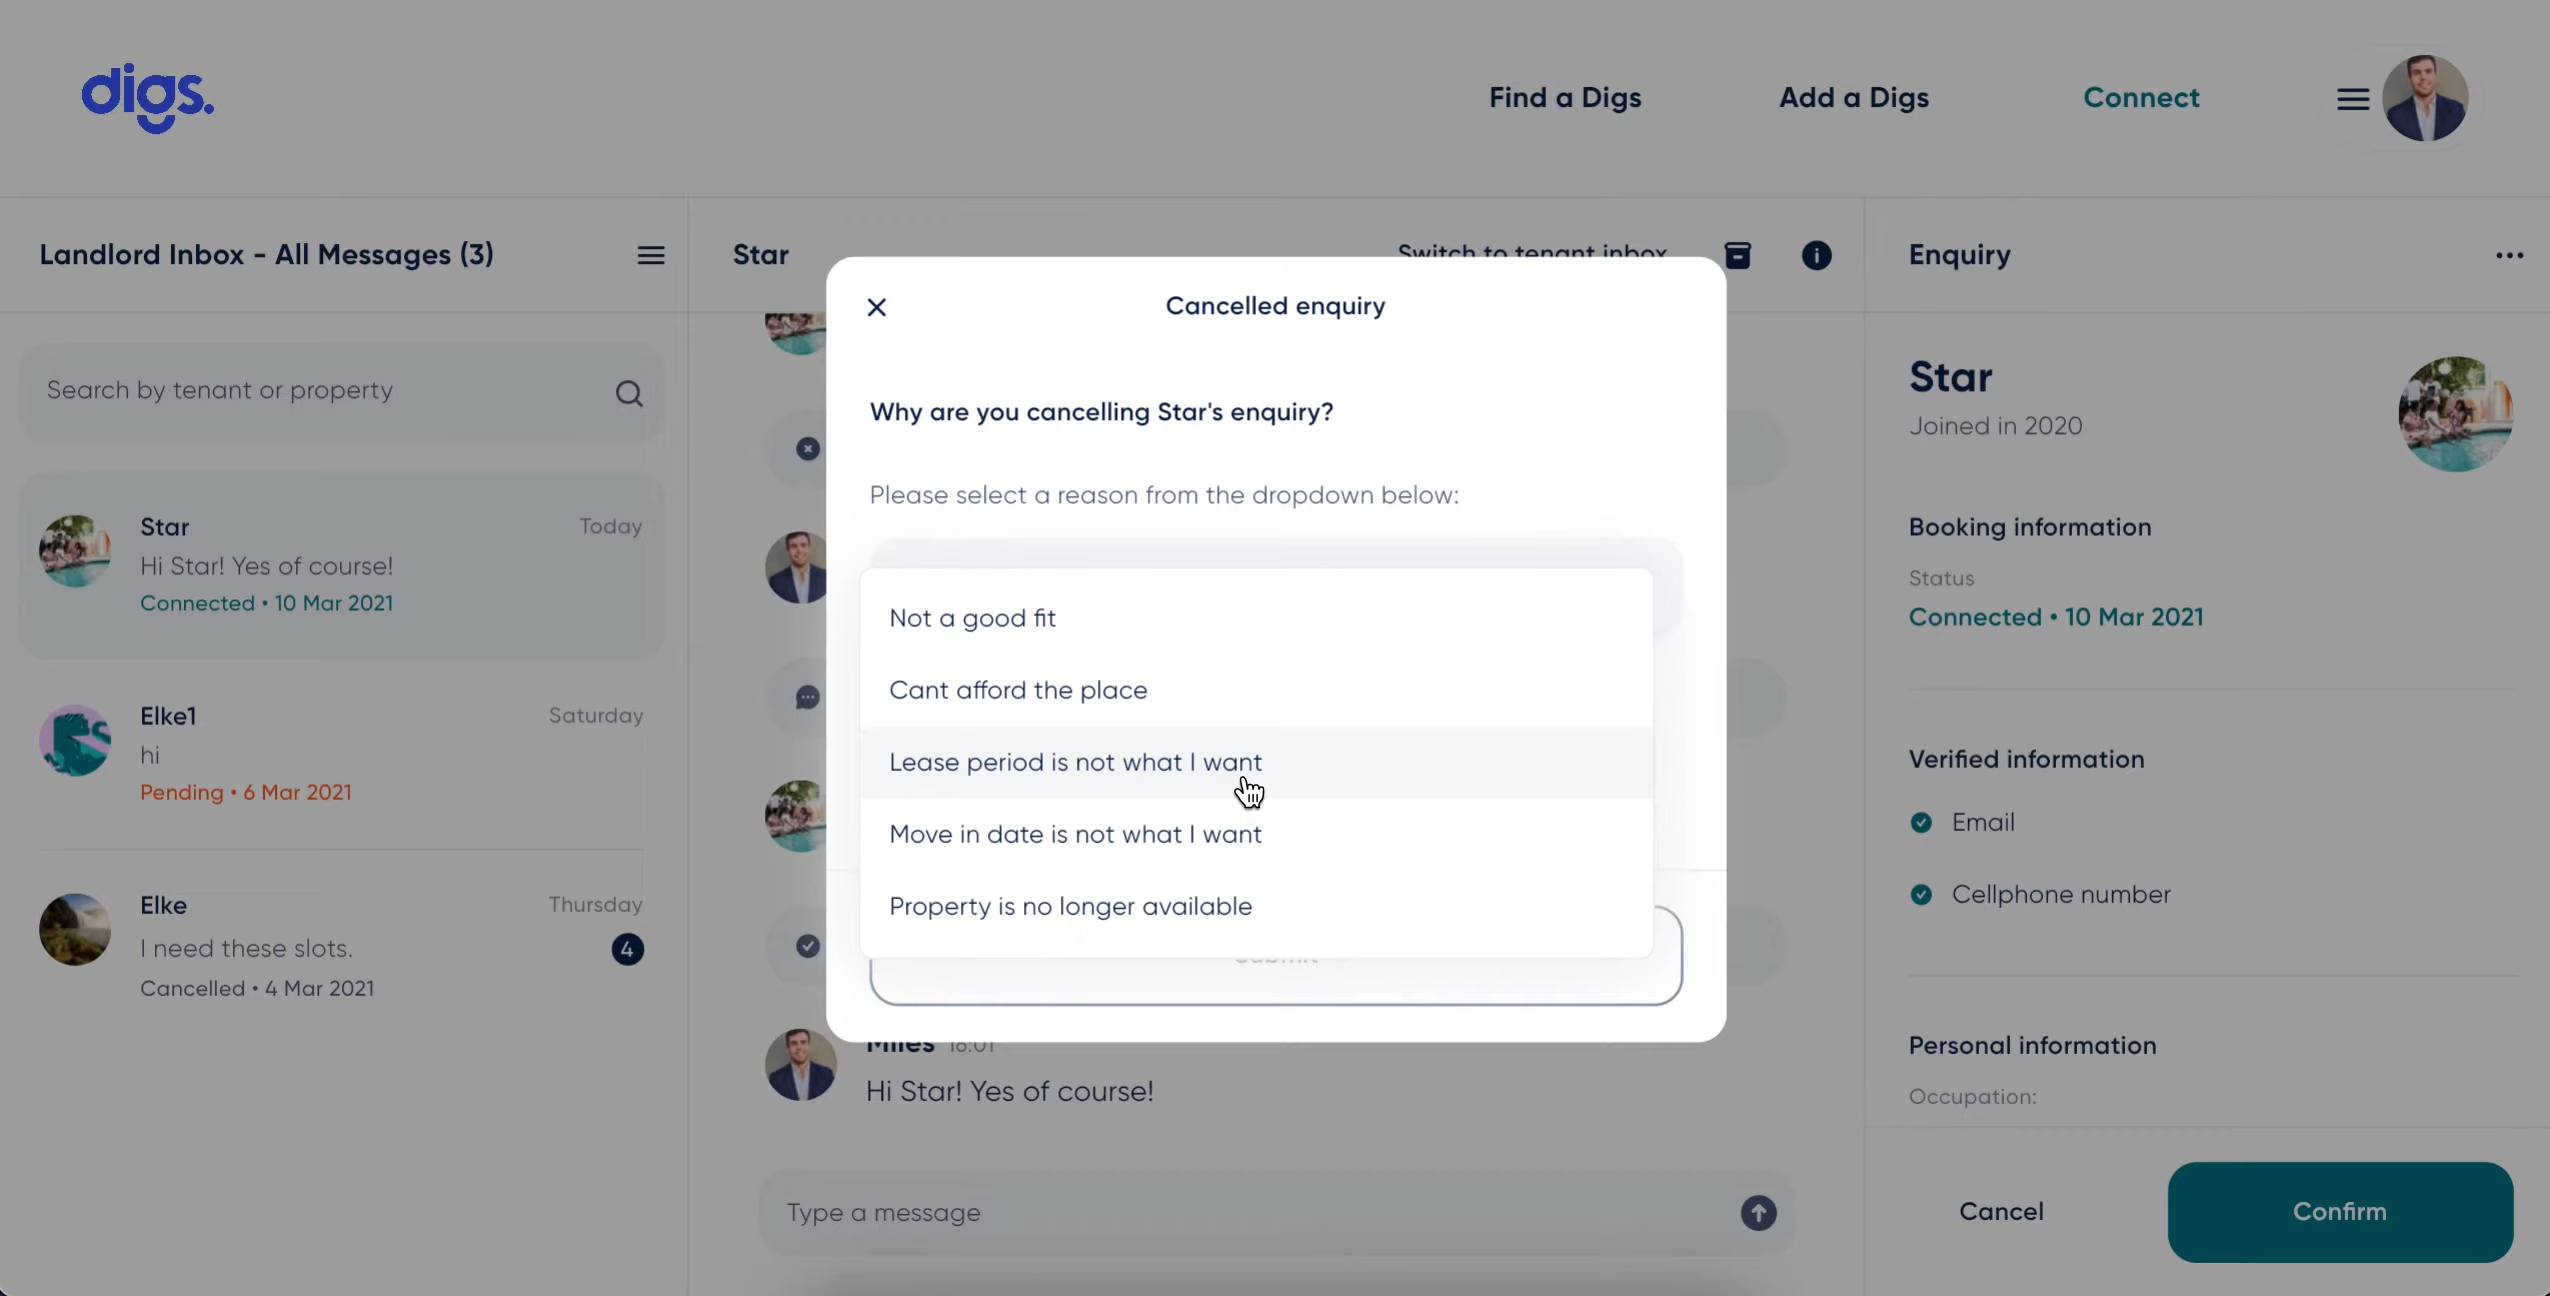 digs.
Find a Digs
Add a Digs
Connect
Landlord Inbox - All Messages (3)
Search by tenant or property
Star
Today
Hi Star! Yes of course!
Connected • 10 Mar 2021
Elke1
Saturday
hi
Pending • 6 Mar 2021
Elke
Thursday
I need these slots.
4
Cancelled • 4 Mar 2021
Star
Switch to tenant inbox
Cancelled enquiry
Why are you cancelling Star's enquiry?
Please select a reason from the dropdown below:
Not a good fit
Cant afford the place
Lease period is not what I want
Move in date is not what I want
Property is no longer available
Submit
Miles 16:01
Hi Star! Yes of course!
Type a message
Enquiry
Star
Joined in 2020
Booking information
Status
Connected • 10 Mar 2021
Verified information
Email
Cellphone number
Personal information
Occupation:
Cancel
Confirm